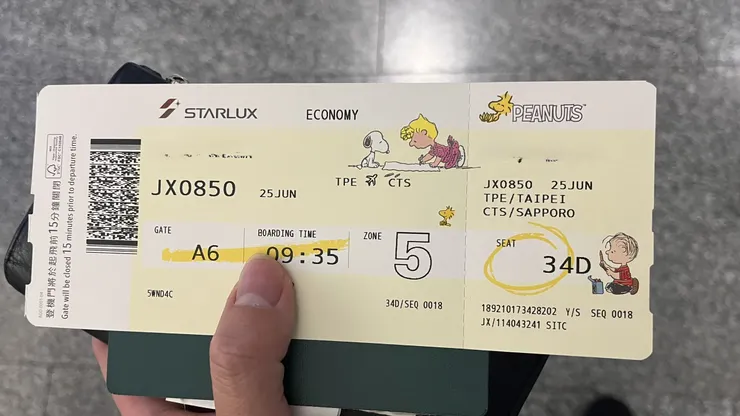 STARLUX
ECONOMY
PEANUTS
JX0850 25JUN
TPE CTS
JX0850 25JUN
TPE/TAIPEI
CTS/SAPPORO
GATE
A6
BOARDING TIME
09:35
ZONE
5
SEAT
34D
5WND4C
34D/SEQ 0018
189210173428202 Y/S SEQ 0018
JX/114043241 SITC
登機門將於起飛前15分鐘關閉
Gate will be closed 15 minutes prior to departure time.